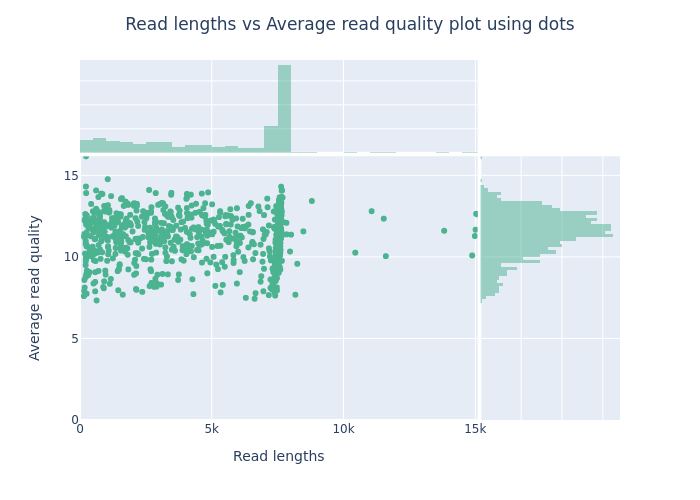 Read lengths vs Average read quality plot using dots
15
10
5
0
Average read quality
0 5k 10k 15k
Read lengths